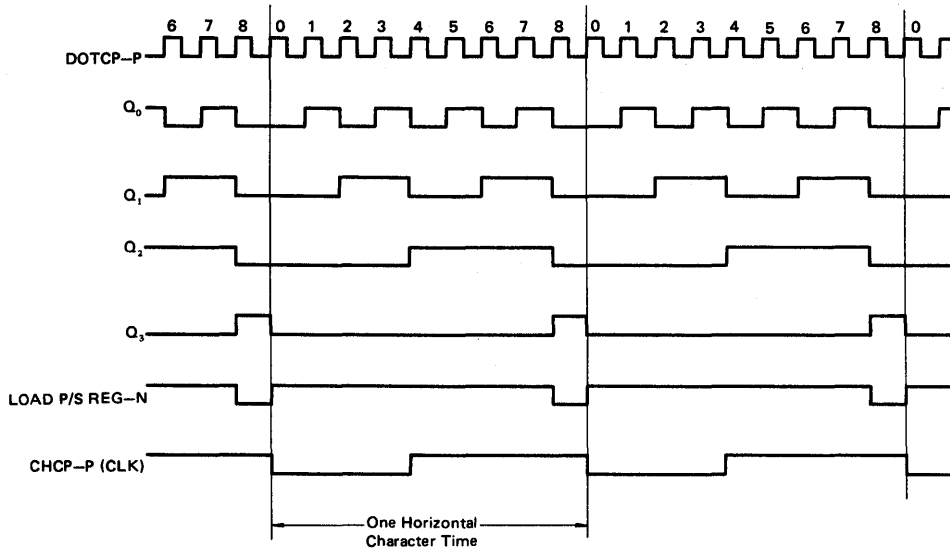 6 7 8 0 1 2 3 4 5 6 7 8 0 1 2 3 4 5 6 7 8 0
DOTCP–P
Q₀
Q₁
Q₂
Q₃
LOAD P/S REG–N
CHCP–P (CLK)
One Horizontal
Character Time